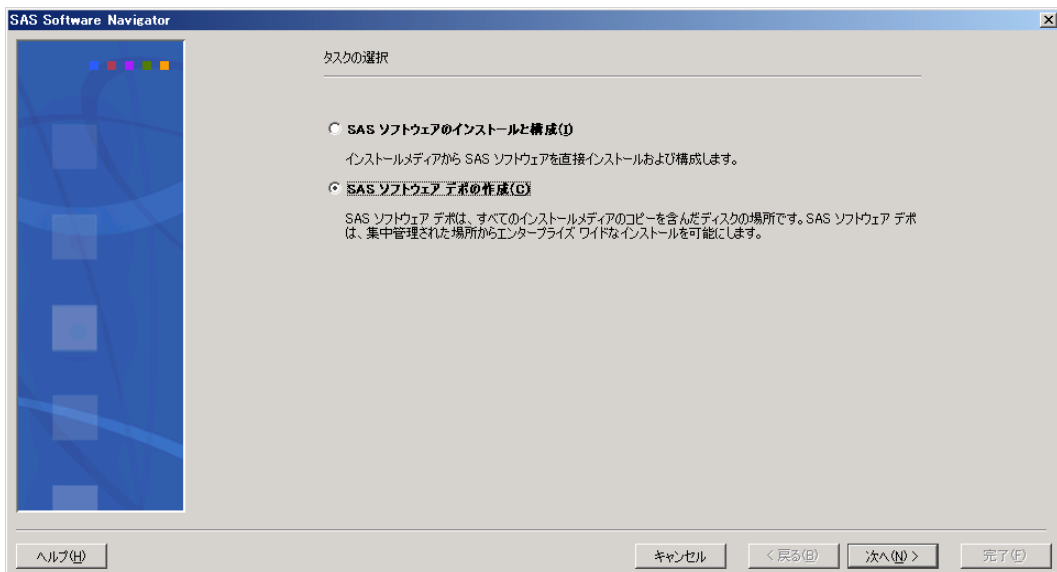 SAS Software Navigator
タスクの選択
SAS ソフトウェアのインストールと構成(I)
インストールメディアから SAS ソフトウェアを直接インストールおよび構成します。
SAS ソフトウェア デポの作成(C)
SAS ソフトウェア デポは、すべてのインストールメディアのコピーを含んだディスクの場所です。SAS ソフトウェア デポ
は、集中管理された場所からエンタープライズ ワイドなインストールを可能にします。
ヘルプ(H)
キャンセル
< 戻る(B)
次へ(N) >
完了(F)